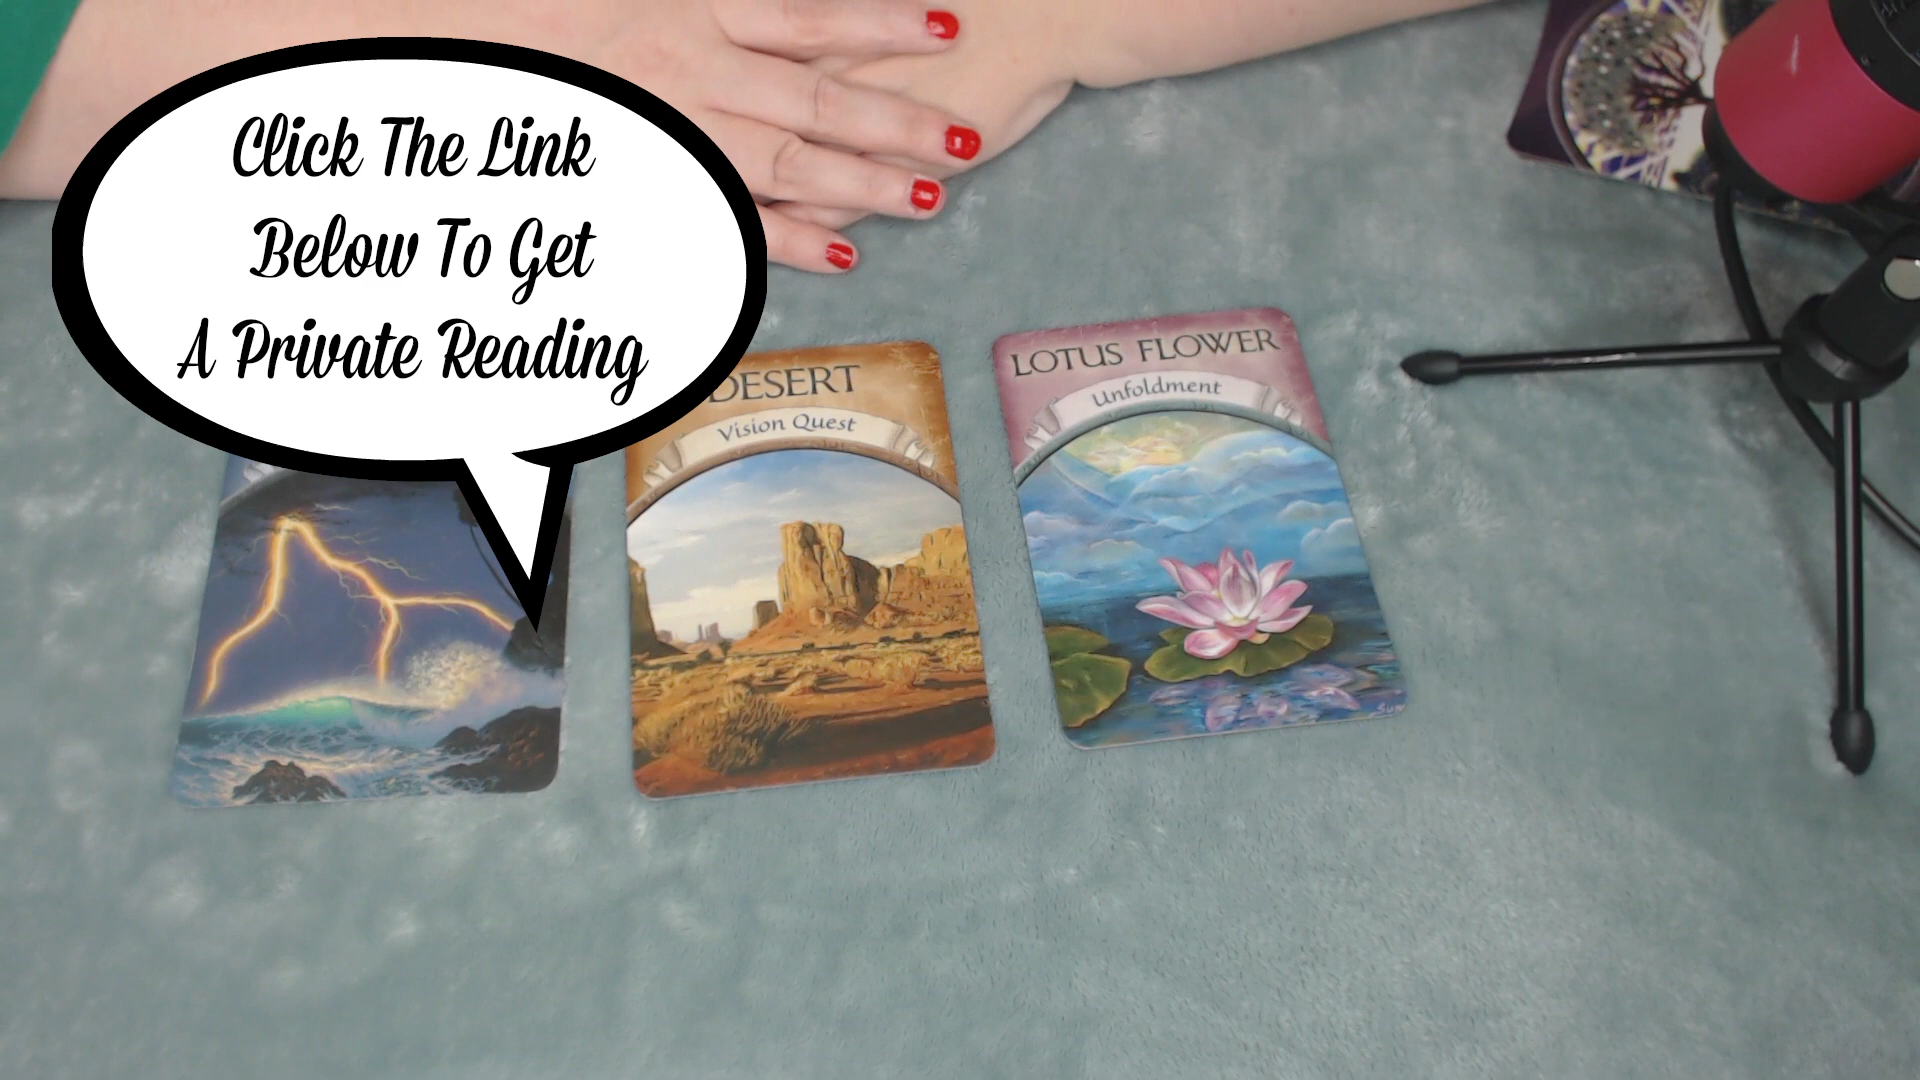 Click The Link
Below To Get
A Private Reading
DESERT
Vision Quest
LOTUS FLOWER
Unfoldment